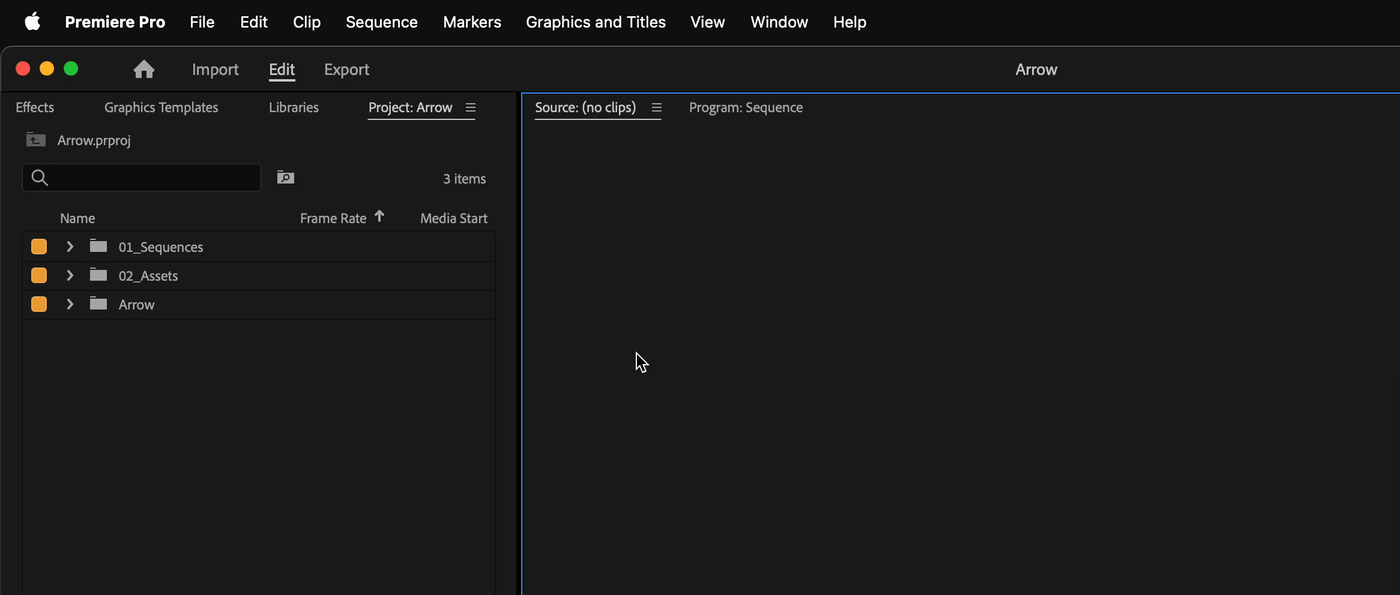 Premiere Pro File Edit Clip Sequence Markers Graphics and Titles View Window Help
Import Edit Export Arrow
Effects Graphics Templates Libraries Project: Arrow Source: (no clips) Program: Sequence
Arrow.prproj
3 items
Name Frame Rate Media Start
01_Sequences
02_Assets
Arrow